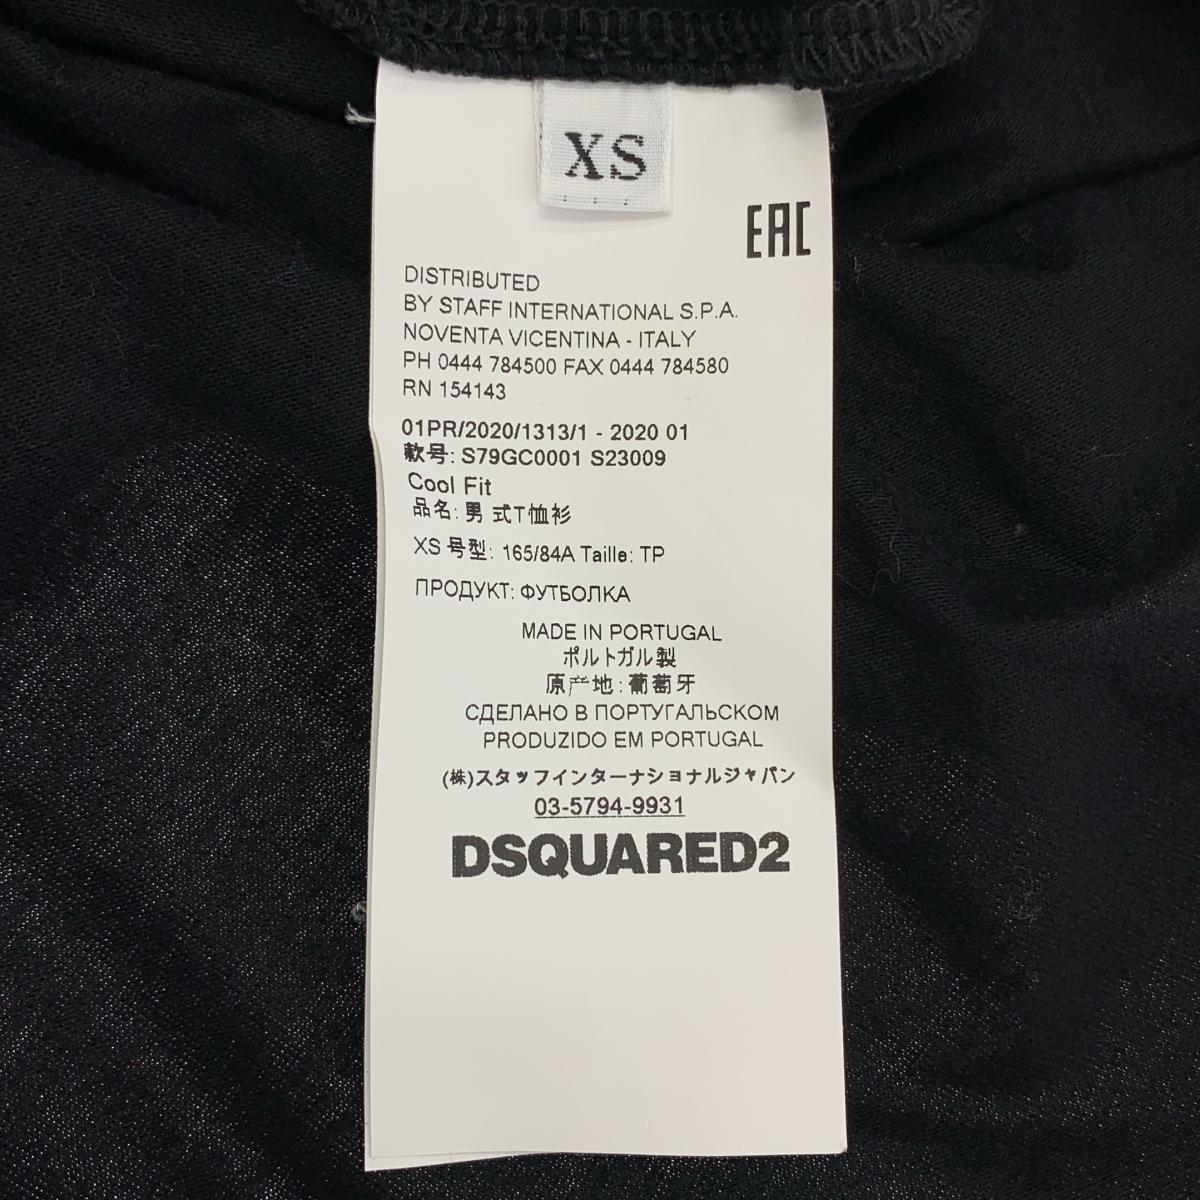 XS
EAC
DISTRIBUTED
BY STAFF INTERNATIONAL S.P.A.
NOVENTA VICENTINA - ITALY
PH 0444 784500 FAX 0444 784580
RN 154143
01PR/2020/1313/1 - 2020 01
款号: S79GC0001 S23009
Cool Fit
品名: 男 式T恤衫
XS 号型: 165/84A Taille: TP
ПРОДУКТ: ФУТБОЛКА
MADE IN PORTUGAL
ポルトガル製
原产地: 葡萄牙
СДЕЛАНО В ПОРТУГАЛЬСКОМ
PRODUZIDO EM PORTUGAL
(株)スタッフインターナショナルジャパン
03-5794-9931
DSQUARED2